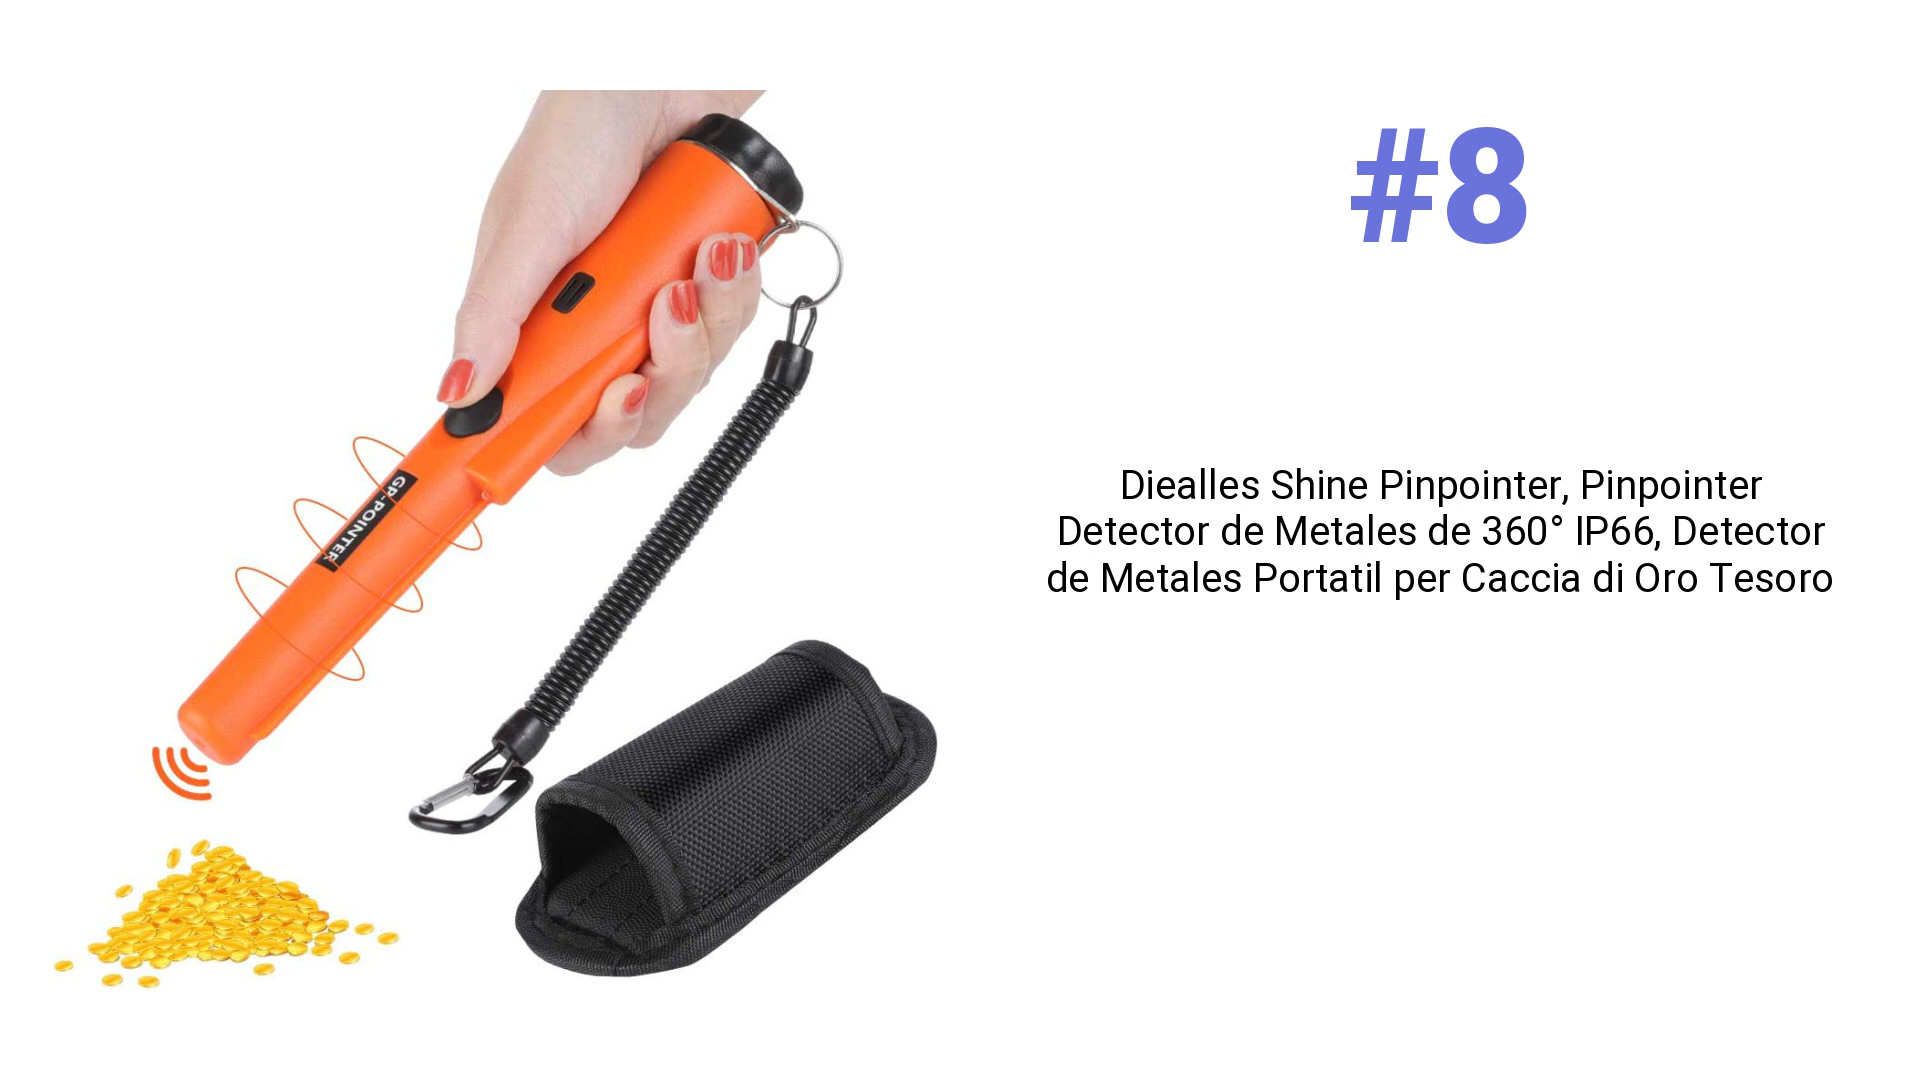 #8
GP-POINTER
Diealles Shine Pinpointer, Pinpointer
Detector de Metales de 360° IP66, Detector
de Metales Portatil per Caccia di Oro Tesoro